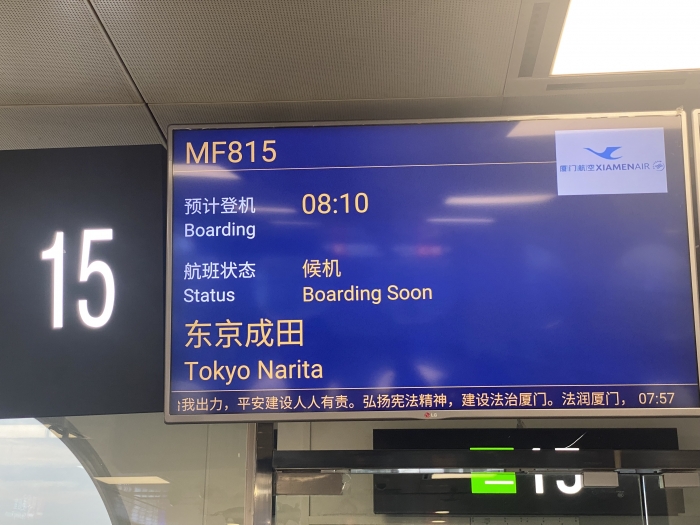 MF815
厦门航空 XIAMENAIR
预计登机 08:10
Boarding
15
航班状态 候机
Status Boarding Soon
东京成田
Tokyo Narita
我出力，平安建设人人有责。弘扬宪法精神，建设法治厦门。法润厦门， 07:57
LG
15